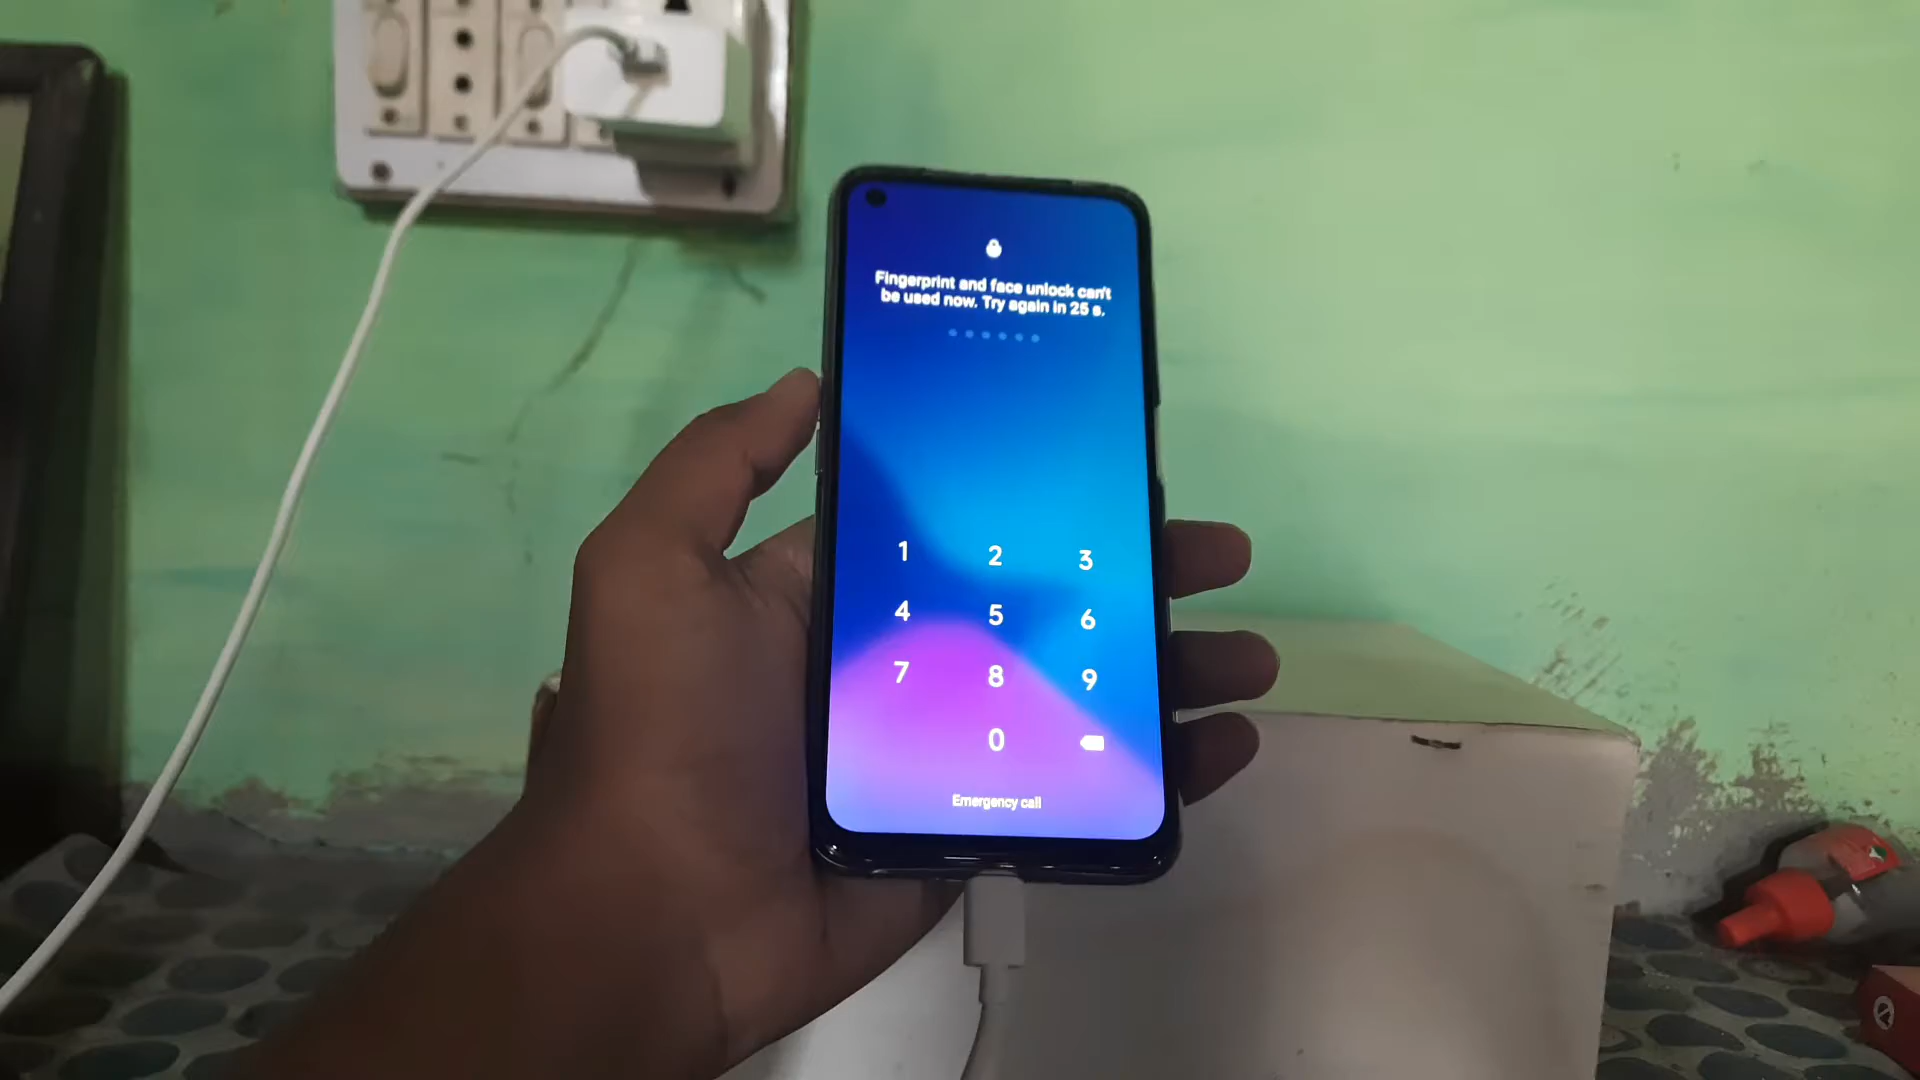 Fingerprint and face unlock can't
be used now. Try again in 25 s.
1 2 3
4 5 6
7 8 9
0
Emergency call